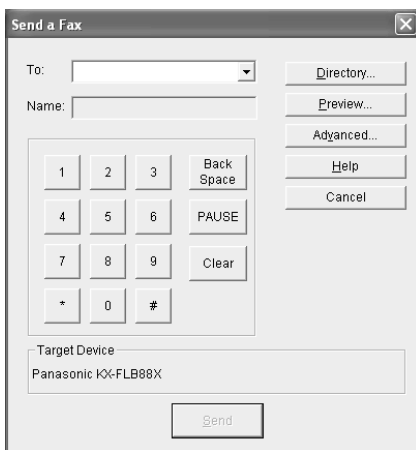 Send a Fax
To:
Directory...
Name:
Preview...
Advanced...
1 2 3 Back Space
Help
4 5 6 PAUSE
Cancel
7 8 9 Clear
* 0 #
Target Device
Panasonic KX-FLB88X
Send